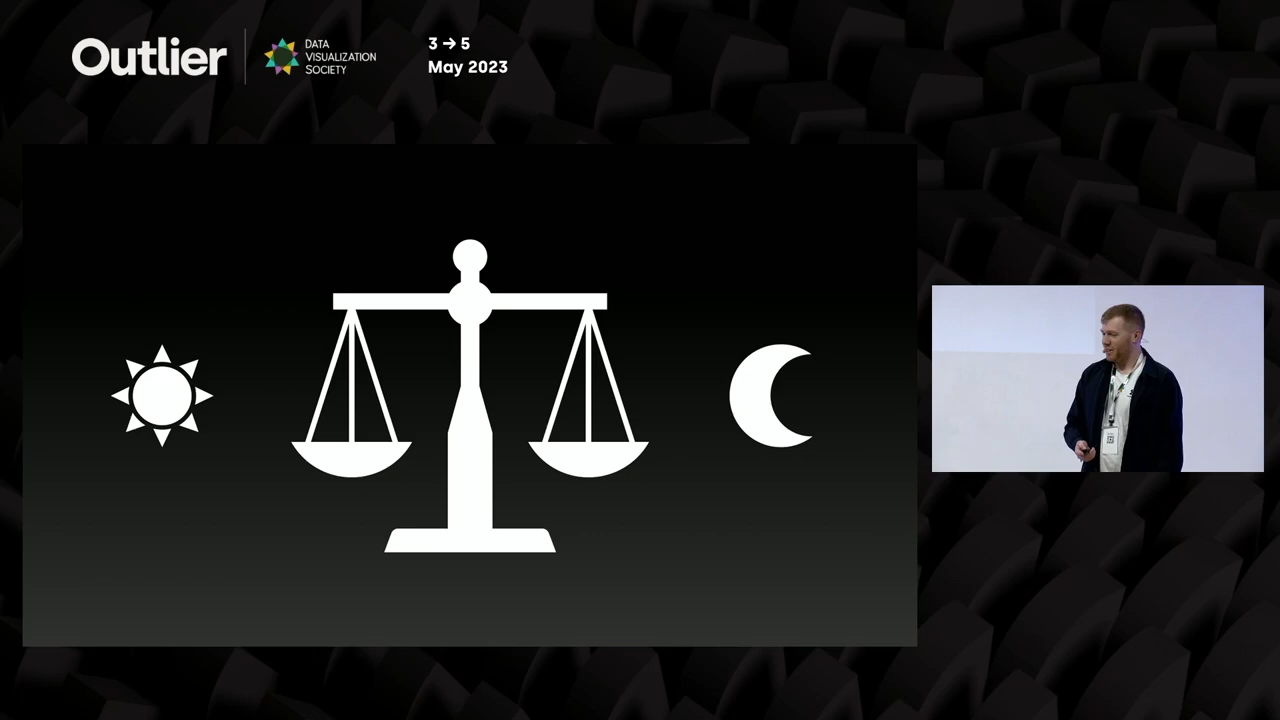 Outlier
DATA
VISUALIZATION
SOCIETY
3 → 5
May 2023